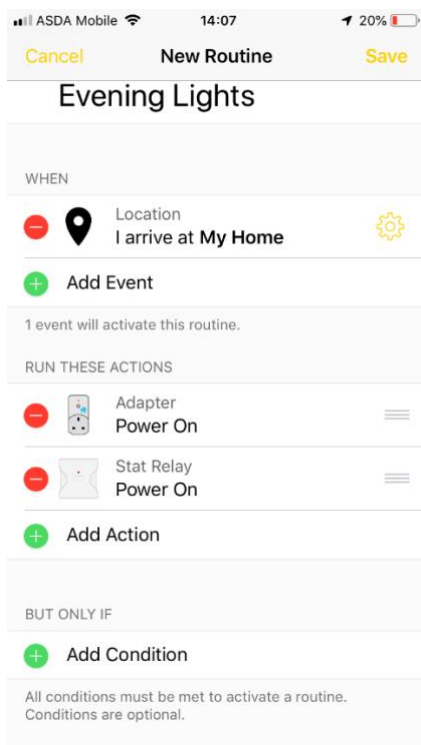 ASDA Mobile 14:07 20%
Cancel New Routine Save
Evening Lights
WHEN
Location
I arrive at My Home
Add Event
1 event will activate this routine.
RUN THESE ACTIONS
Adapter
Power On
Stat Relay
Power On
Add Action
BUT ONLY IF
Add Condition
All conditions must be met to activate a routine.
Conditions are optional.